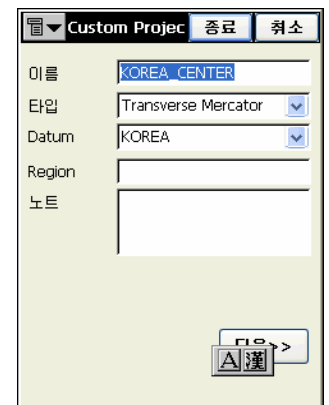 Custom Projec 종료 취소
이름 KOREA_CENTER
타입 Transverse Mercator
Datum KOREA
Region
노트
>>
A 漢